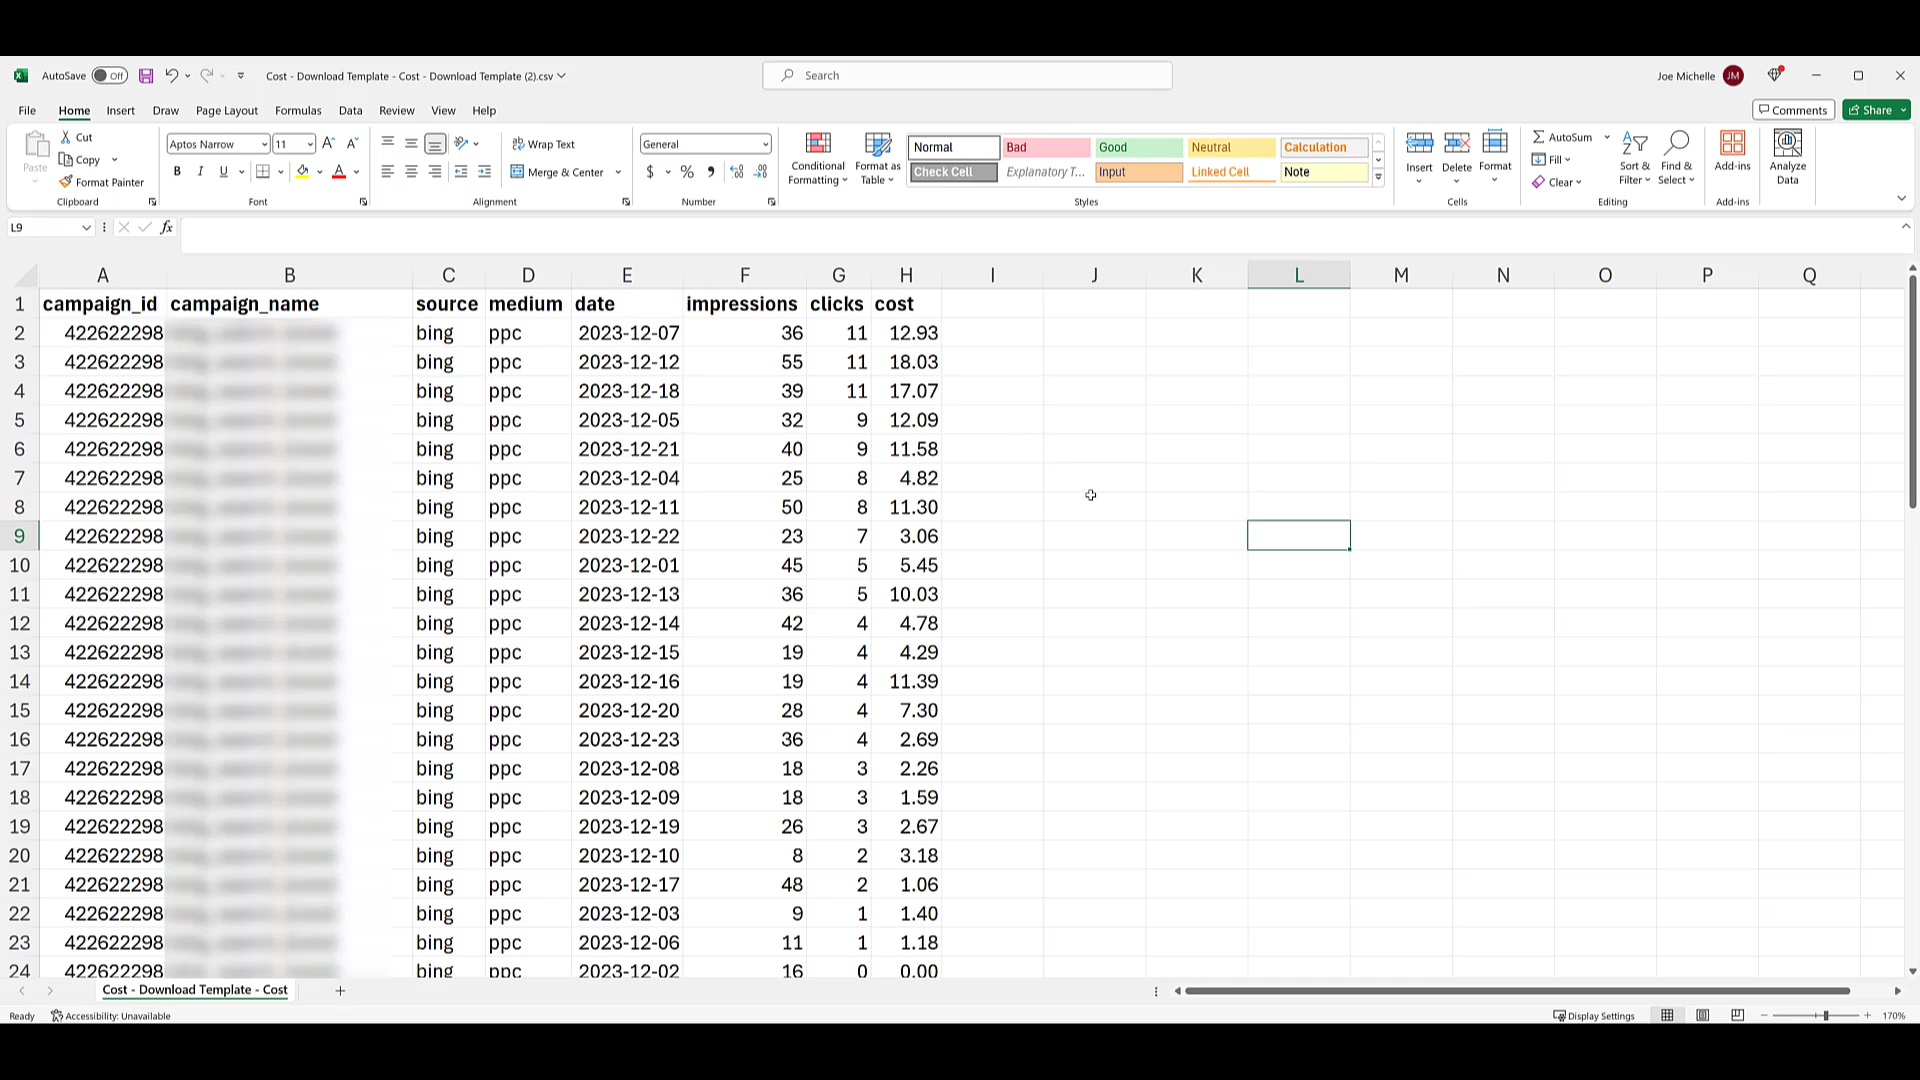 AutoSave Off Cost - Download Template - Cost - Download Template (2).csv Search Joe Michelle JM
File Home Insert Draw Page Layout Formulas Data Review View Help Comments Share
Paste Cut Copy Format Painter Clipboard
Aptos Narrow 11 B I U Font
Wrap Text Merge & Center Alignment
General $ % Number
Conditional Formatting Format as Table
Normal Bad Good Neutral Calculation
Check Cell Explanatory T... Input Linked Cell Note
Styles
Insert Delete Format Cells
AutoSum Fill Clear Sort & Filter Find & Select Editing
Add-ins Add-ins
Analyze Data
L9 fx
A B C D E F G H I J K L M N O P Q
1 campaign_id campaign_name source medium date impressions clicks cost
2 422622298 bing ppc 2023-12-07 36 11 12.93
3 422622298 bing ppc 2023-12-12 55 11 18.03
4 422622298 bing ppc 2023-12-18 39 11 17.07
5 422622298 bing ppc 2023-12-05 32 9 12.09
6 422622298 bing ppc 2023-12-21 40 9 11.58
7 422622298 bing ppc 2023-12-04 25 8 4.82
8 422622298 bing ppc 2023-12-11 50 8 11.30
9 422622298 bing ppc 2023-12-22 23 7 3.06
10 422622298 bing ppc 2023-12-01 45 5 5.45
11 422622298 bing ppc 2023-12-13 36 5 10.03
12 422622298 bing ppc 2023-12-14 42 4 4.78
13 422622298 bing ppc 2023-12-15 19 4 4.29
14 422622298 bing ppc 2023-12-16 19 4 11.39
15 422622298 bing ppc 2023-12-20 28 4 7.30
16 422622298 bing ppc 2023-12-23 36 4 2.69
17 422622298 bing ppc 2023-12-08 18 3 2.26
18 422622298 bing ppc 2023-12-09 18 3 1.59
19 422622298 bing ppc 2023-12-19 26 3 2.67
20 422622298 bing ppc 2023-12-10 8 2 3.18
21 422622298 bing ppc 2023-12-17 48 2 1.06
22 422622298 bing ppc 2023-12-03 9 1 1.40
23 422622298 bing ppc 2023-12-06 11 1 1.18
24 422622298 bing ppc 2023-12-02 16 0 0.00
Cost - Download Template - Cost
Ready Accessibility: Unavailable Display Settings 170%